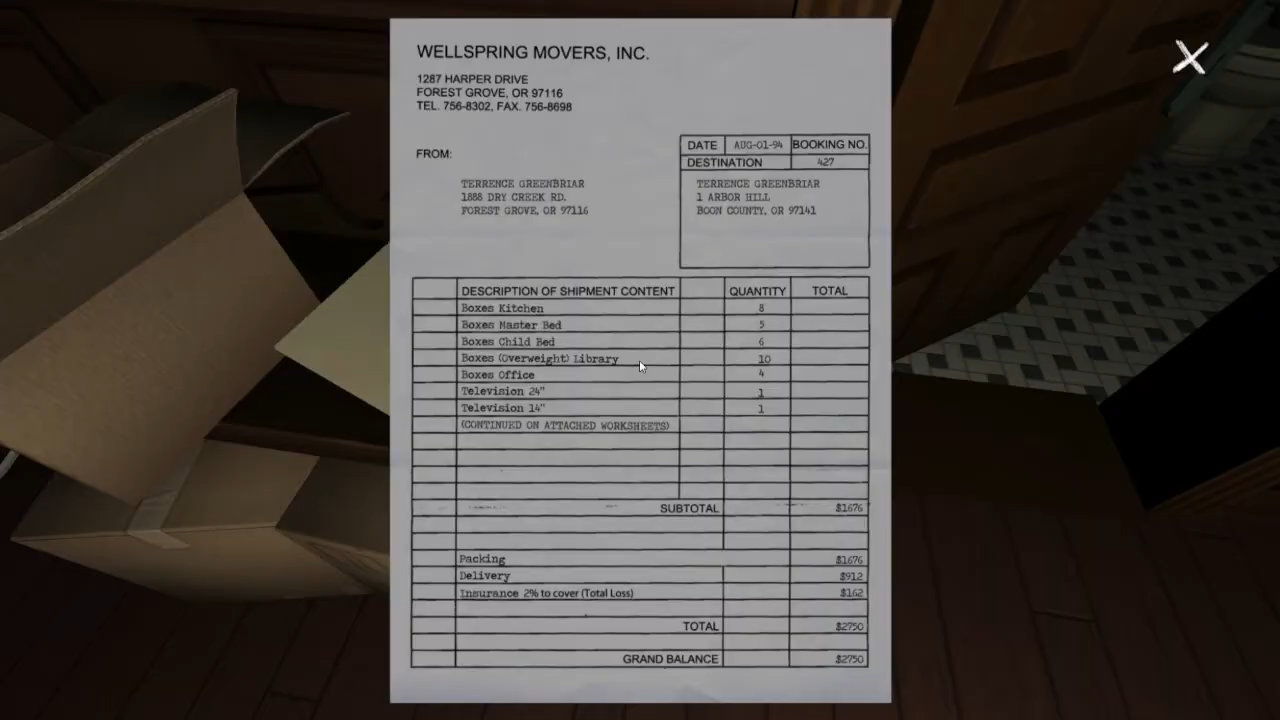 WELLSPRING MOVERS, INC.
1287 HARPER DRIVE
FOREST GROVE, OR 97116
TEL. 756-8302, FAX. 756-8698
DATE AUG-01-94 BOOKING NO.
DESTINATION 427
FROM:
TERRENCE GREENBRIAR
1888 DRY CREEK RD.
FOREST GROVE, OR 97116
TERRENCE GREENBRIAR
1 ARBOR HILL
BOON COUNTY, OR 97141
DESCRIPTION OF SHIPMENT CONTENT QUANTITY TOTAL
Boxes Kitchen 8
Boxes Master Bed 5
Boxes Child Bed 6
Boxes (Overweight) Library 10
Boxes Office 4
Television 24" 1
Television 14" 1
(CONTINUED ON ATTACHED WORKSHEETS)
SUBTOTAL $1676
Packing $1676
Delivery $912
Insurance 2% to cover (Total Loss) $162
TOTAL $2750
GRAND BALANCE $2750